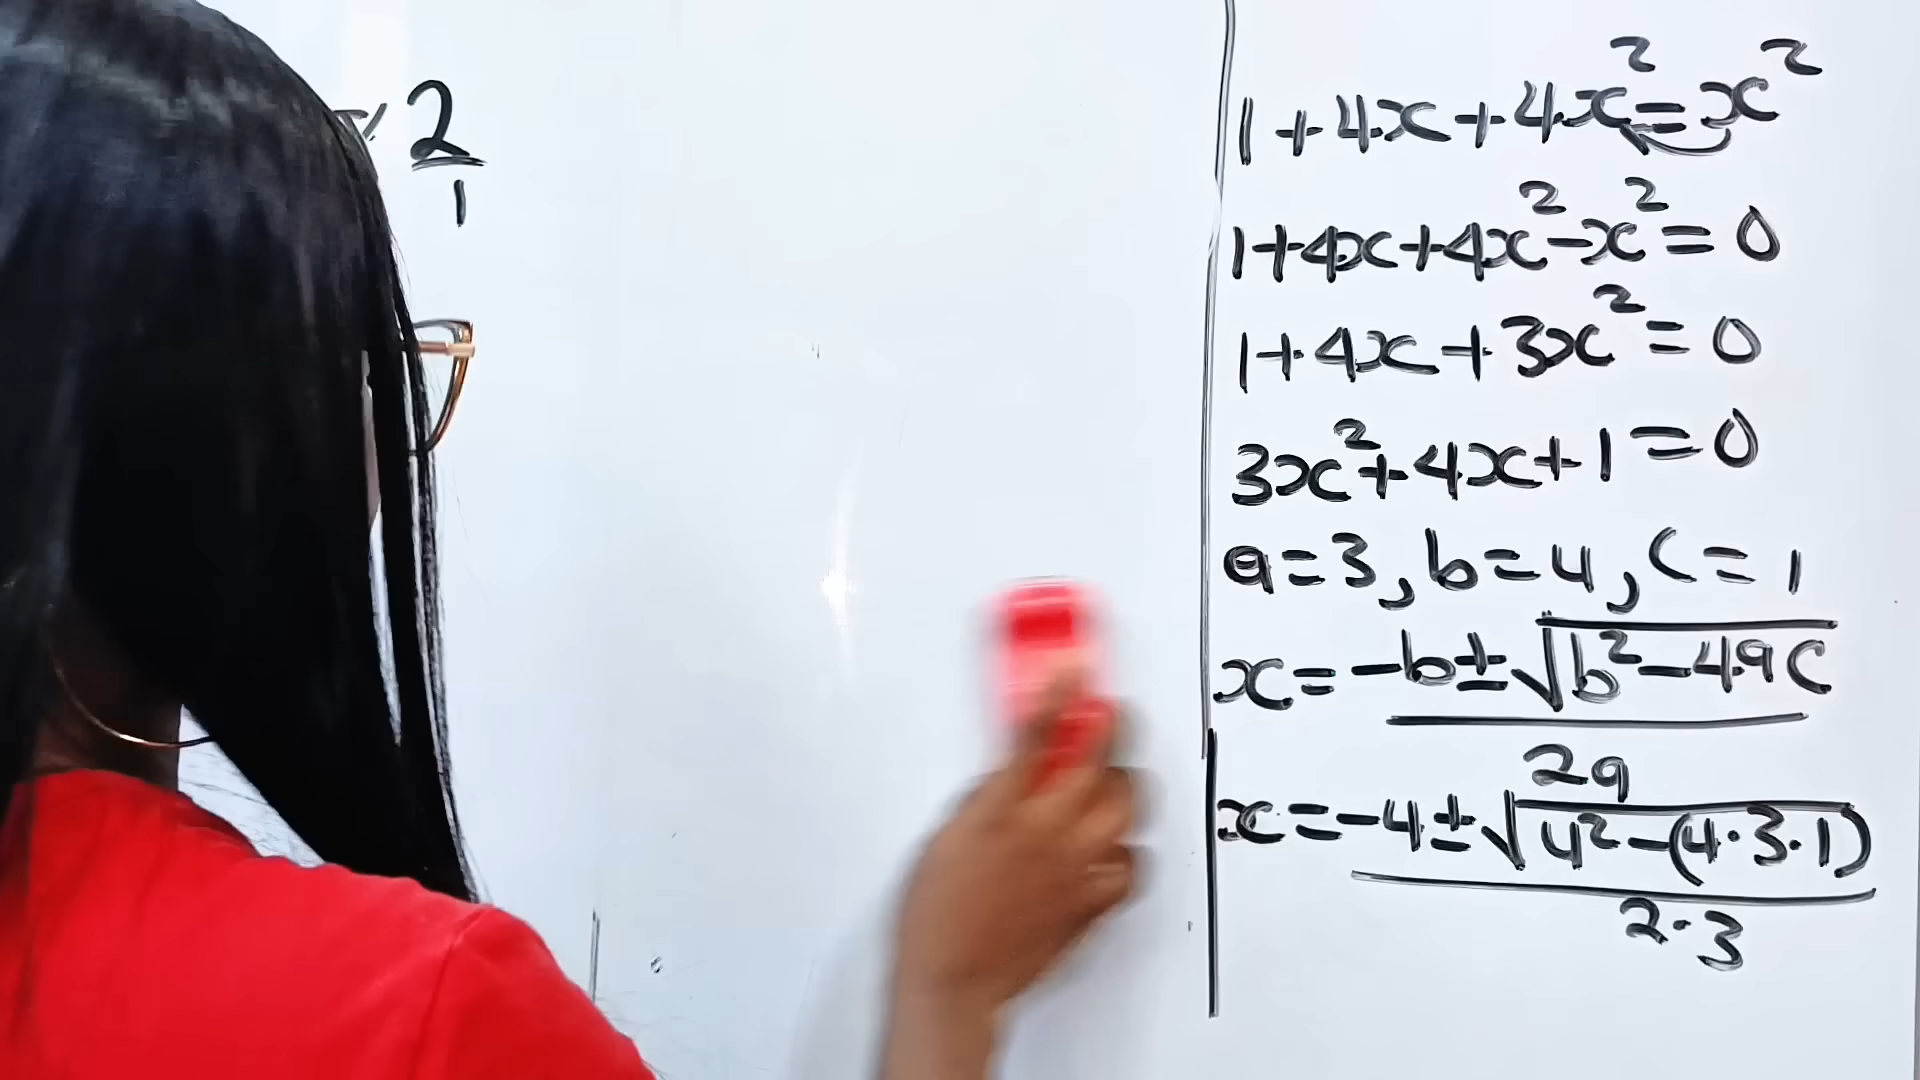 2
1
1+4x+4x²=x²
1+4x+4x²-x²=0
1+4x+3x²=0
3x²+4x+1=0
a=3, b=4, c=1
x=-b±√b²-4ac
2a
x=-4±√4²-(4·3·1)
2·3